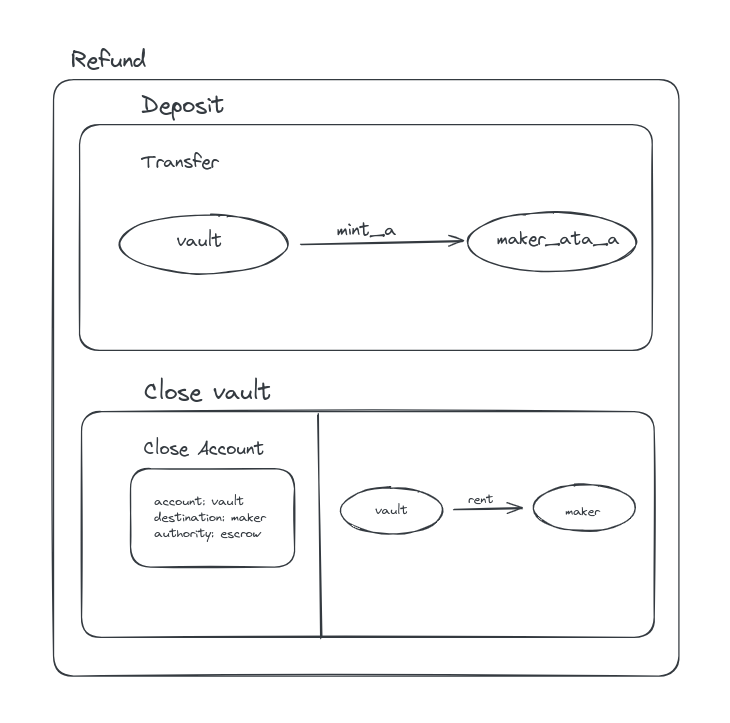 Refund
Deposit
Transfer
vault
mint_a
maker_ata_a
Close vault
Close Account
account: vault
destination: maker
authority: escrow
vault
rent
maker